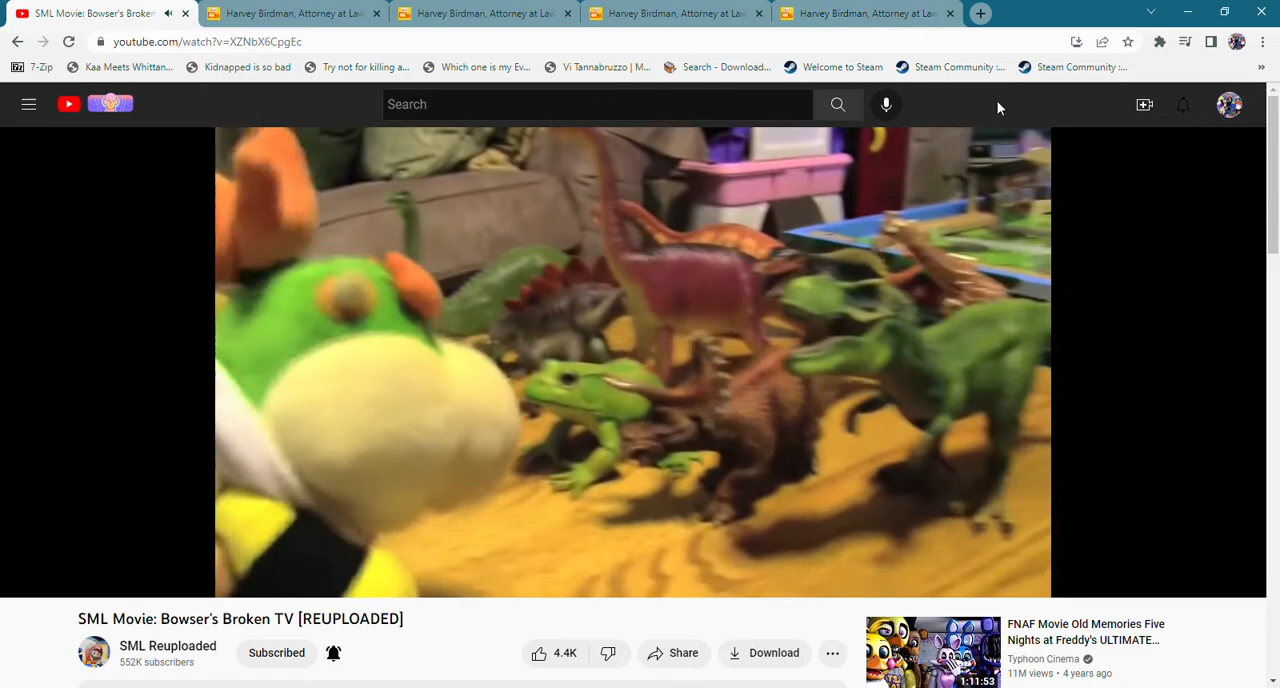 SML Movie: Bowser's Broken
Harvey Birdman, Attorney at Law
Harvey Birdman, Attorney at Law
Harvey Birdman, Attorney at Law
Harvey Birdman, Attorney at Law
youtube.com/watch?v=XZNbX6CpgEc
7-Zip
Kaa Meets Whittan...
Kidnapped is so bad
Try not for killing a...
Which one is my Ev...
Vi Tannabruzzo | M...
Search - Download...
Welcome to Steam
Steam Community :...
Steam Community :...
»
Search
SML Movie: Bowser's Broken TV [REUPLOADED]
SML Reuploaded
552K subscribers
Subscribed
4.4K
Share
Download
FNAF Movie Old Memories Five
Nights at Freddy's ULTIMATE...
Typhoon Cinema
11M views • 4 years ago
1:11:53